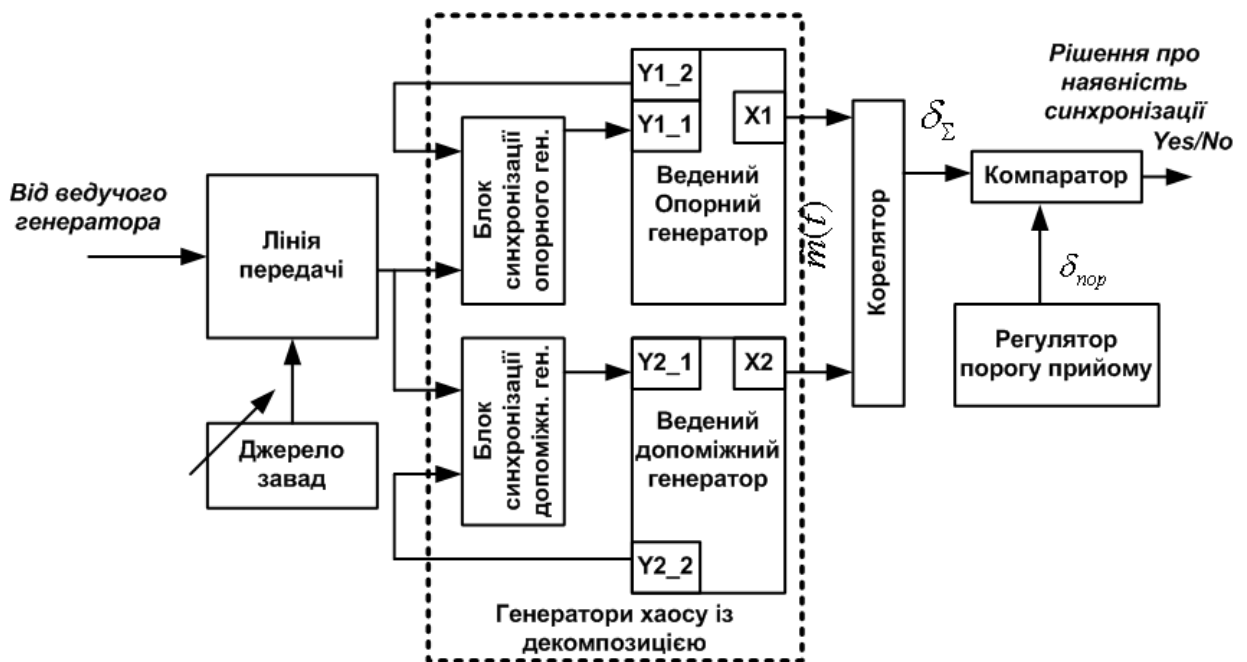 Від ведучого
генератора
Лінія
передачі
Джерело
завад
Блок
синхронізації
опорного ген.
Блок
синхронізації
допоміжн. ген.
Y1_2
Y1_1
X1
Ведений
Опорний
генератор
Y2_1
X2
Ведений
допоміжний
генератор
Y2_2
Генератори хаосу із
декомпозицією
m(t)
Корелятор
δΣ
Компаратор
δпор
Регулятор
порогу прийому
Рішення про
наявність
синхронізації
Yes/No